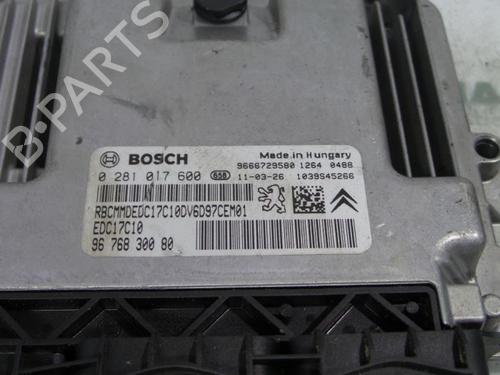 B-PARTS
BOSCH
Made in Hungary
9666729580 1264 0488
0 281 017 600 658 11-03-26 1039S45266
RBCMMDEDC17C10DV6D97CEM01
EDC17C10
96 768 300 80